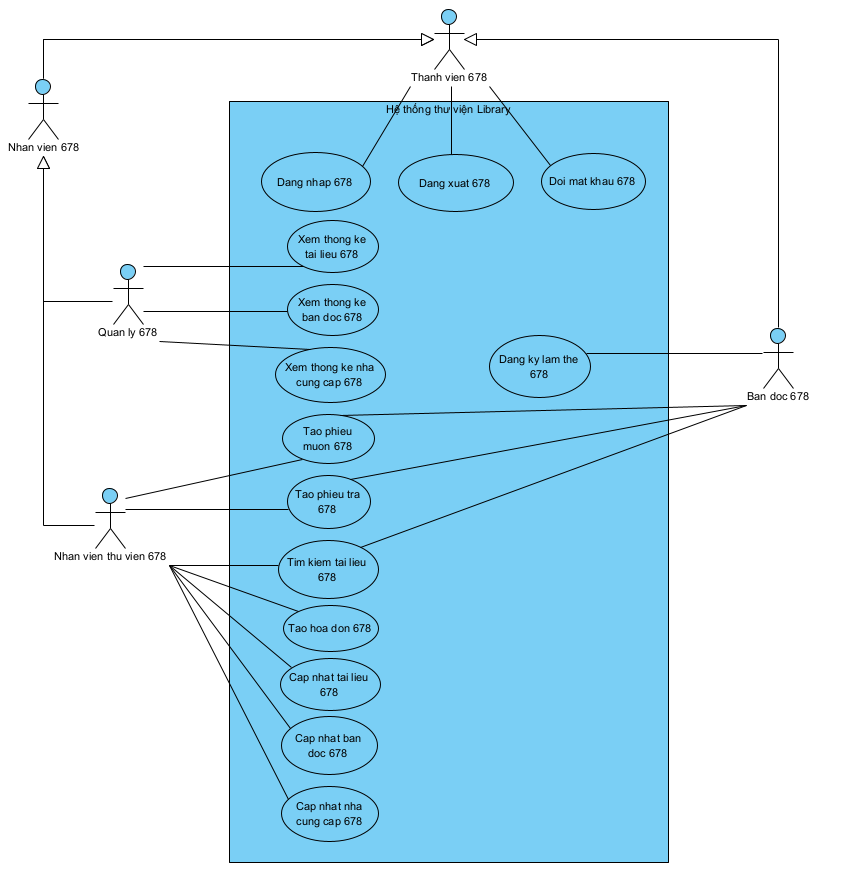 Thanh vien 678
Hệ thống thư viện Library
Nhan vien 678
Dang nhap 678
Dang xuat 678
Doi mat khau 678
Xem thong ke
tai lieu 678
Quan ly 678
Xem thong ke
ban doc 678
Xem thong ke nha
cung cap 678
Dang ky lam the
678
Ban doc 678
Tao phieu
muon 678
Tao phieu tra
678
Nhan vien thu vien 678
Tim kiem tai lieu
678
Tao hoa don 678
Cap nhat tai lieu
678
Cap nhat ban
doc 678
Cap nhat nha
cung cap 678